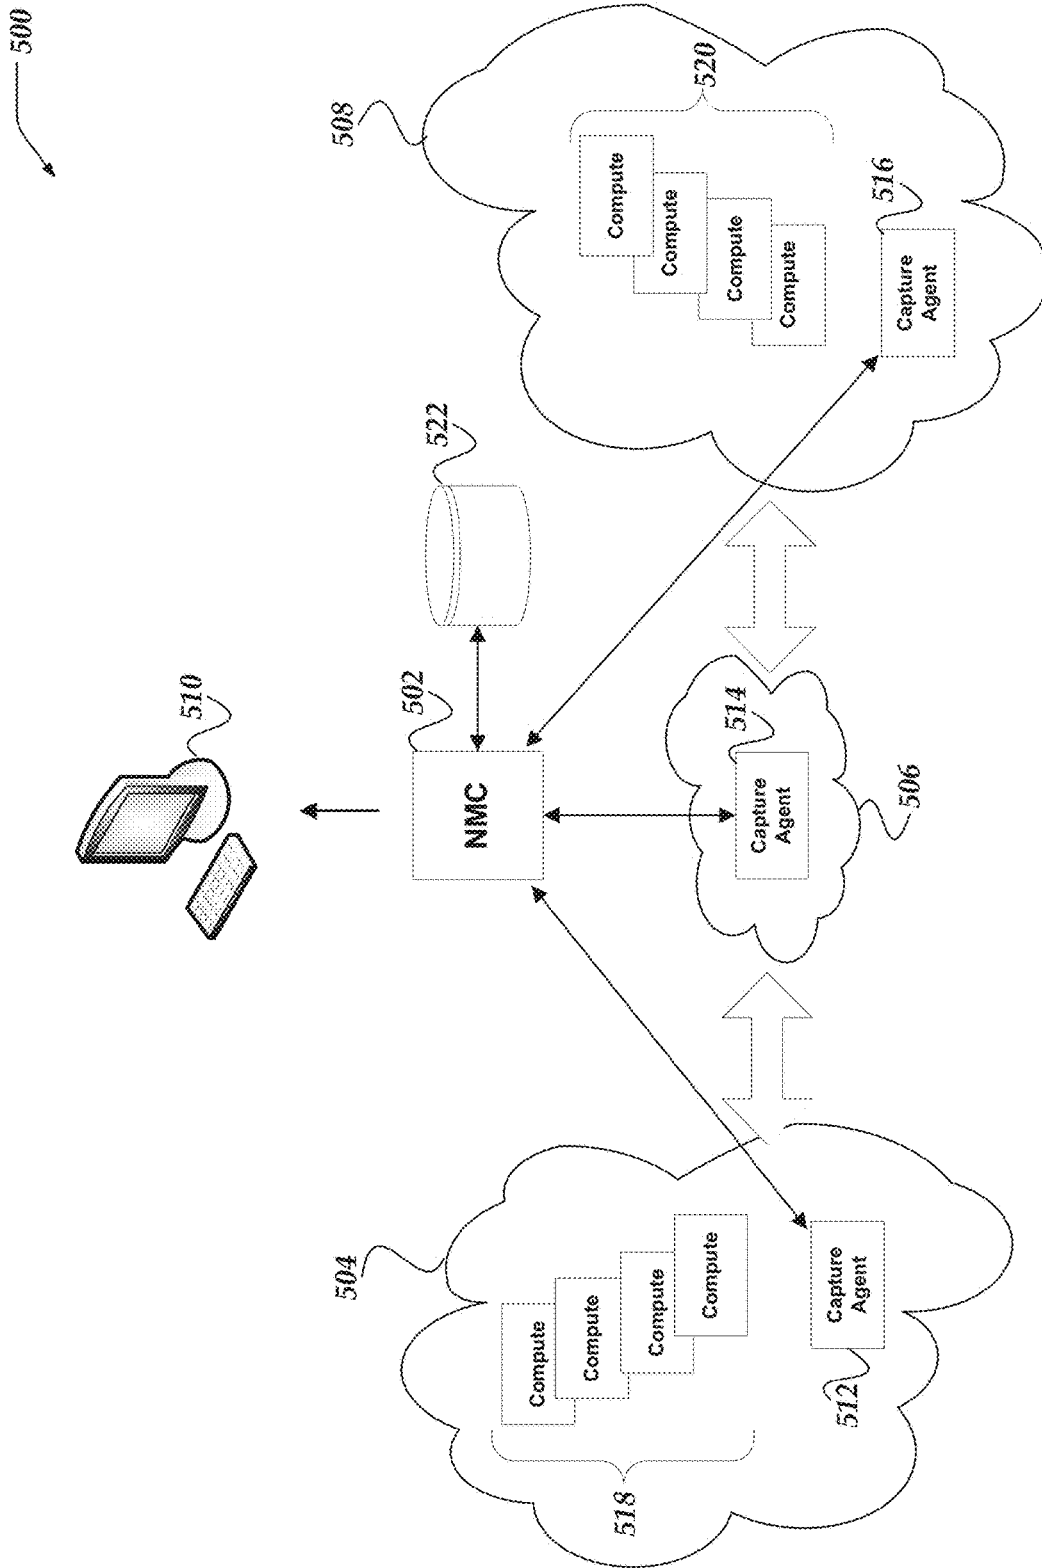 500
510
502
NMC
522
504
Compute
Compute
Compute
Compute
518
Capture
Agent
512
514
Capture
Agent
506
508
520
Compute
Compute
Compute
Compute
516
Capture
Agent